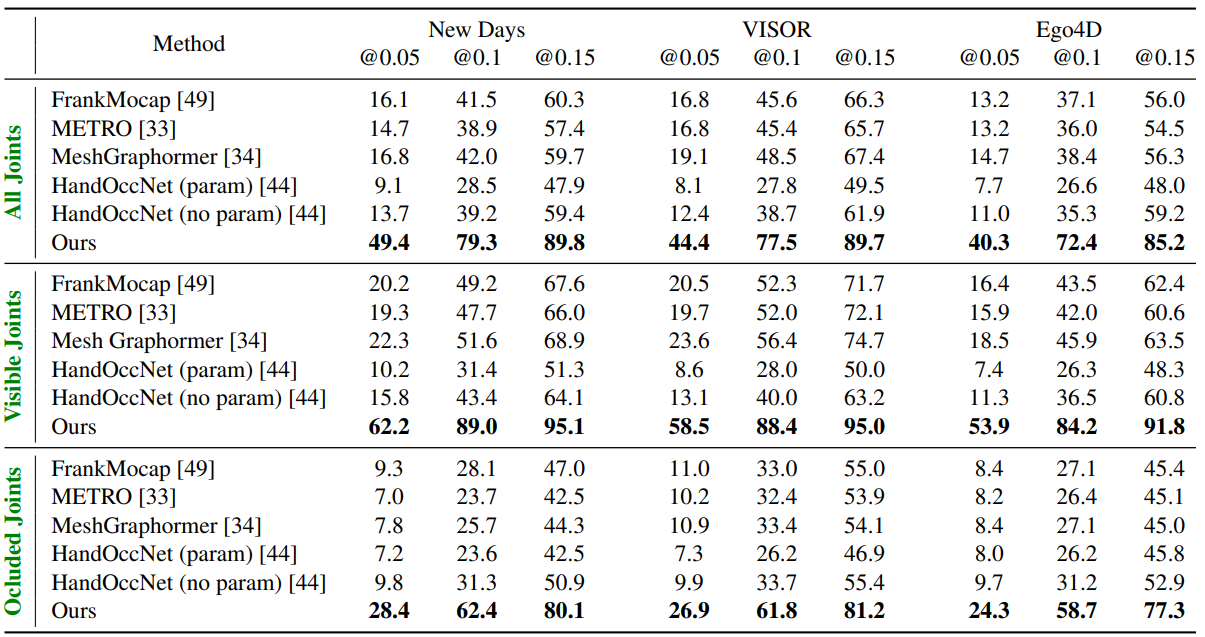 Method New Days VISOR Ego4D
@0.05 @0.1 @0.15 @0.05 @0.1 @0.15 @0.05 @0.1 @0.15
All Joints
FrankMocap [49] 16.1 41.5 60.3 16.8 45.6 66.3 13.2 37.1 56.0
METRO [33] 14.7 38.9 57.4 16.8 45.4 65.7 13.2 36.0 54.5
MeshGraphormer [34] 16.8 42.0 59.7 19.1 48.5 67.4 14.7 38.4 56.3
HandOccNet (param) [44] 9.1 28.5 47.9 8.1 27.8 49.5 7.7 26.6 48.0
HandOccNet (no param) [44] 13.7 39.2 59.4 12.4 38.7 61.9 11.0 35.3 59.2
Ours 49.4 79.3 89.8 44.4 77.5 89.7 40.3 72.4 85.2
Visible Joints
FrankMocap [49] 20.2 49.2 67.6 20.5 52.3 71.7 16.4 43.5 62.4
METRO [33] 19.3 47.7 66.0 19.7 52.0 72.1 15.9 42.0 60.6
Mesh Graphormer [34] 22.3 51.6 68.9 23.6 56.4 74.7 18.5 45.9 63.5
HandOccNet (param) [44] 10.2 31.4 51.3 8.6 28.0 50.0 7.4 26.3 48.3
HandOccNet (no param) [44] 15.8 43.4 64.1 13.1 40.0 63.2 11.3 36.5 60.8
Ours 62.2 89.0 95.1 58.5 88.4 95.0 53.9 84.2 91.8
Ocluded Joints
FrankMocap [49] 9.3 28.1 47.0 11.0 33.0 55.0 8.4 27.1 45.4
METRO [33] 7.0 23.7 42.5 10.2 32.4 53.9 8.2 26.4 45.1
MeshGraphormer [34] 7.8 25.7 44.3 10.9 33.4 54.1 8.4 27.1 45.0
HandOccNet (param) [44] 7.2 23.6 42.5 7.3 26.2 46.9 8.0 26.2 45.8
HandOccNet (no param) [44] 9.8 31.3 50.9 9.9 33.7 55.4 9.7 31.2 52.9
Ours 28.4 62.4 80.1 26.9 61.8 81.2 24.3 58.7 77.3